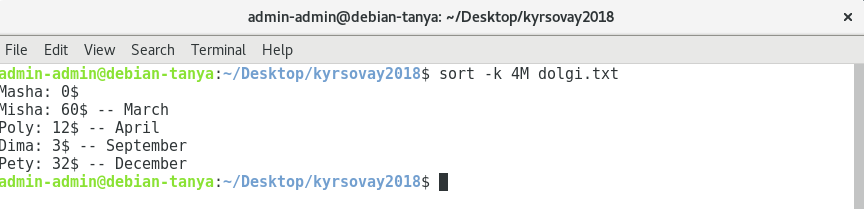 admin-admin@debian-tanya: ~/Desktop/kyrsovay2018
File Edit View Search Terminal Help
admin-admin@debian-tanya:~/Desktop/kyrsovay2018$ sort -k 4M dolgi.txt
Masha: 0$
Misha: 60$ -- March
Poly: 12$ -- April
Dima: 3$ -- September
Pety: 32$ -- December
admin-admin@debian-tanya:~/Desktop/kyrsovay2018$